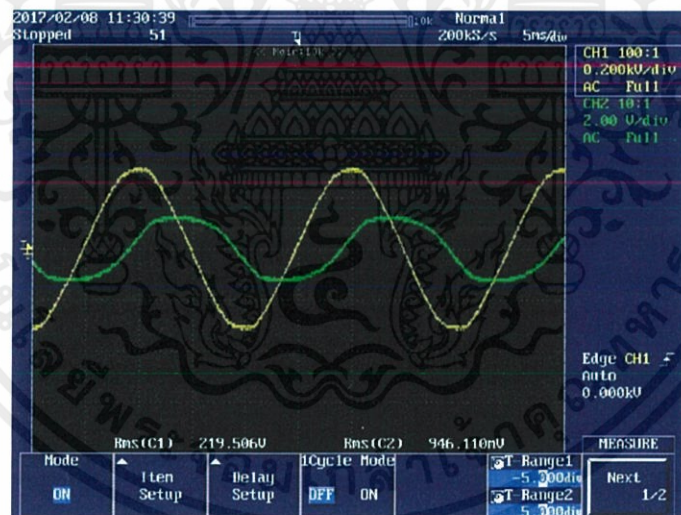 2017/02/08 11:30:39
Normal
Stopped 51
200kS/s 5ms/div
<< Main:10k >>
CH1 100:1
0.200kV/div
AC Full
CH2 10:1
2.00 V/div
AC Full
Edge CH1
Auto
0.000kV
Rms(C1) 219.506V
Rms(C2) 946.110mV
MEASURE
Mode
ON
Item
Setup
Delay
Setup
1Cycle Mode
OFF ON
T-Range1
-5.000div
T-Range2
5.000div
Next
1/2